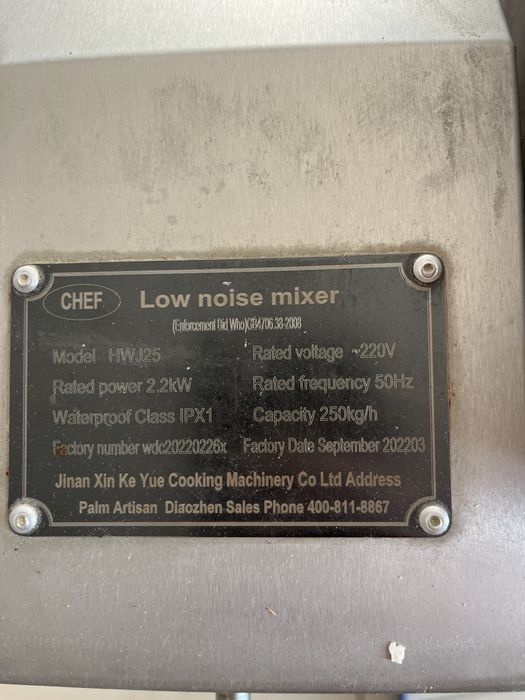 CHEF Low noise mixer
(Enforcement Bid Who)GB4706.38-2008
Model HWJ25 Rated voltage ~220V
Rated power 2.2kW Rated frequency 50Hz
Waterproof Class IPX1 Capacity 250kg/h
Factory number wdc20220226x Factory Date September 202203
Jinan Xin Ke Yue Cooking Machinery Co Ltd Address
Palm Artisan Diaozhen Sales Phone 400-811-8867